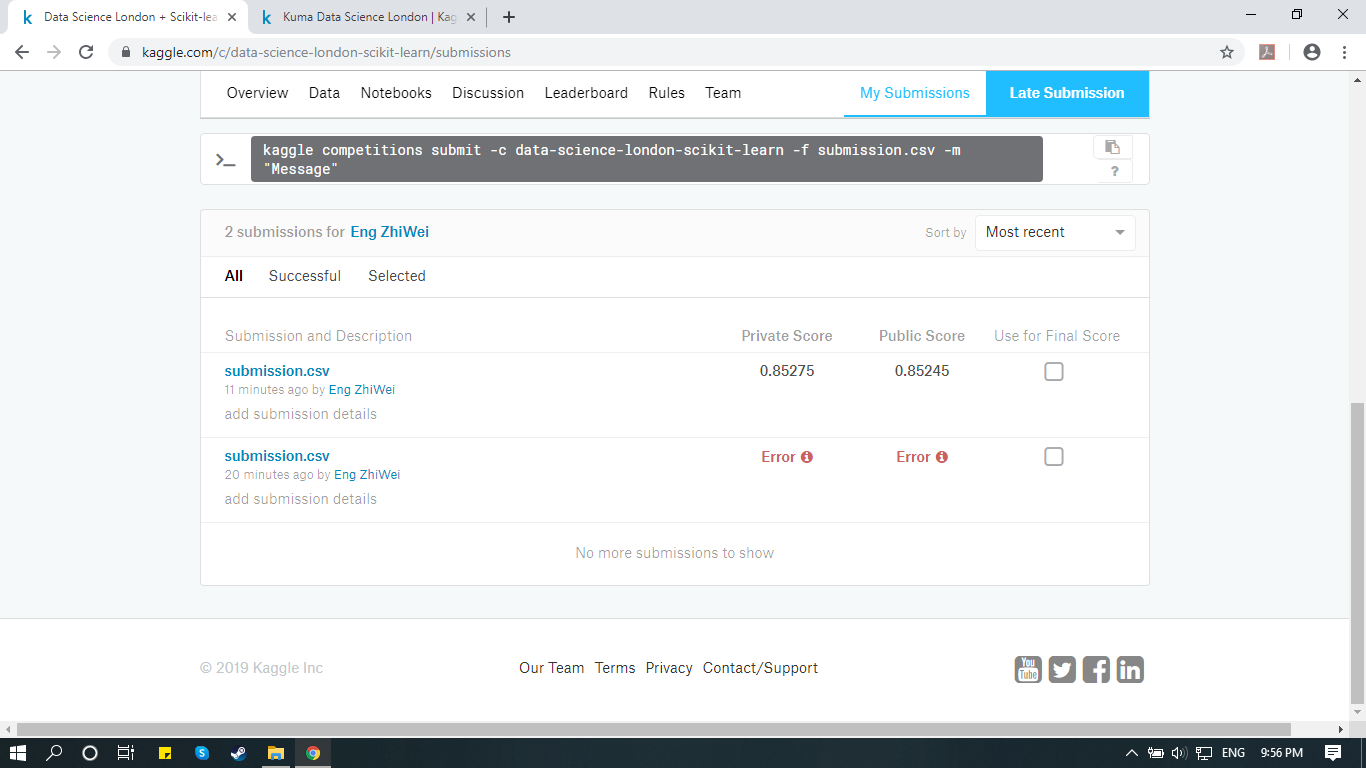 Data Science London + Scikit-lea
Kuma Data Science London | Kag
kaggle.com/c/data-science-london-scikit-learn/submissions
Overview Data Notebooks Discussion Leaderboard Rules Team My Submissions Late Submission
kaggle competitions submit -c data-science-london-scikit-learn -f submission.csv -m
"Message"
?
2 submissions for Eng ZhiWei
Sort by Most recent
All Successful Selected
Submission and Description Private Score Public Score Use for Final Score
submission.csv 0.85275 0.85245
11 minutes ago by Eng ZhiWei
add submission details
submission.csv Error Error
20 minutes ago by Eng ZhiWei
add submission details
No more submissions to show
© 2019 Kaggle Inc Our Team Terms Privacy Contact/Support
You
Tube
ENG 9:56 PM